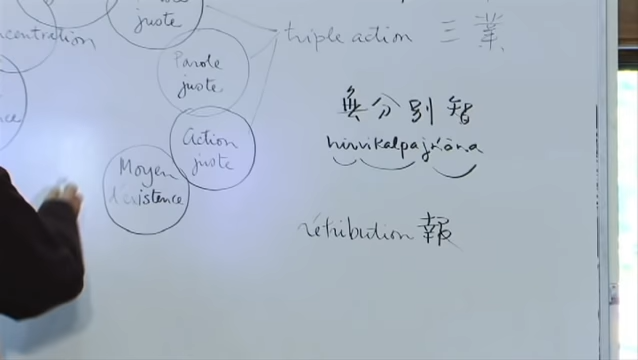 juste
centration
triple action 三業
Parole
juste
無分別智
nirvikalpajñāna
Action
juste
Moyen
d'existence
rétribution 報